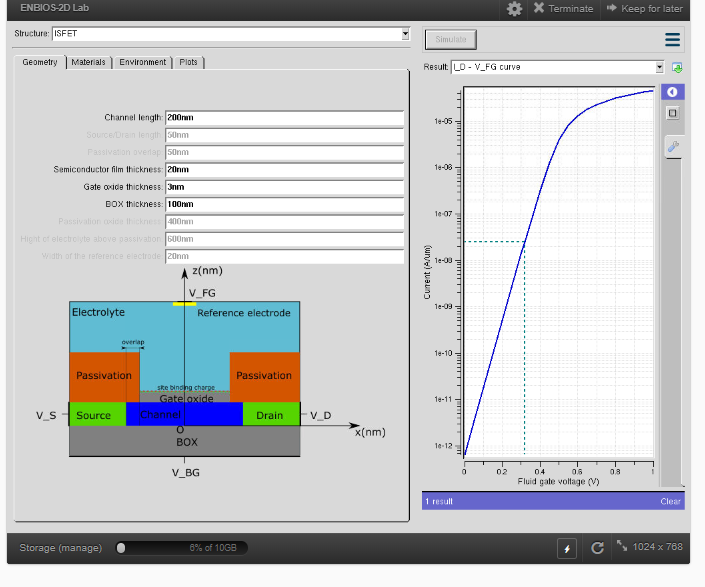 ENBIOS-2D Lab
Terminate
Keep for later
Structure: ISFET
Simulate
Geometry Materials Environment Plots
Result: I_D - V_FG curve
Channel length: 200nm
Source/Drain length: 50nm
Passivation overlap: 50nm
Semiconductor film thickness: 20nm
Gate oxide thickness: 3nm
BOX thickness: 100nm
Passivation oxide thickness: 400nm
Hight of electrolyte above passivation: 600nm
Width of the reference electrode: 20nm
z(nm)
V_FG
Electrolyte
Reference electrode
overlap
Passivation
Passivation
site binding charge
Gate oxide
V_S
Source
Channel
Drain
V_D
O
x(nm)
BOX
V_BG
Current (A/um)
1e-05
1e-06
1e-07
1e-08
1e-09
1e-10
1e-11
1e-12
0 0.2 0.4 0.6 0.8 1
Fluid gate voltage (V)
1 result
Clear
Storage (manage)
6% of 10GB
1024 x 768